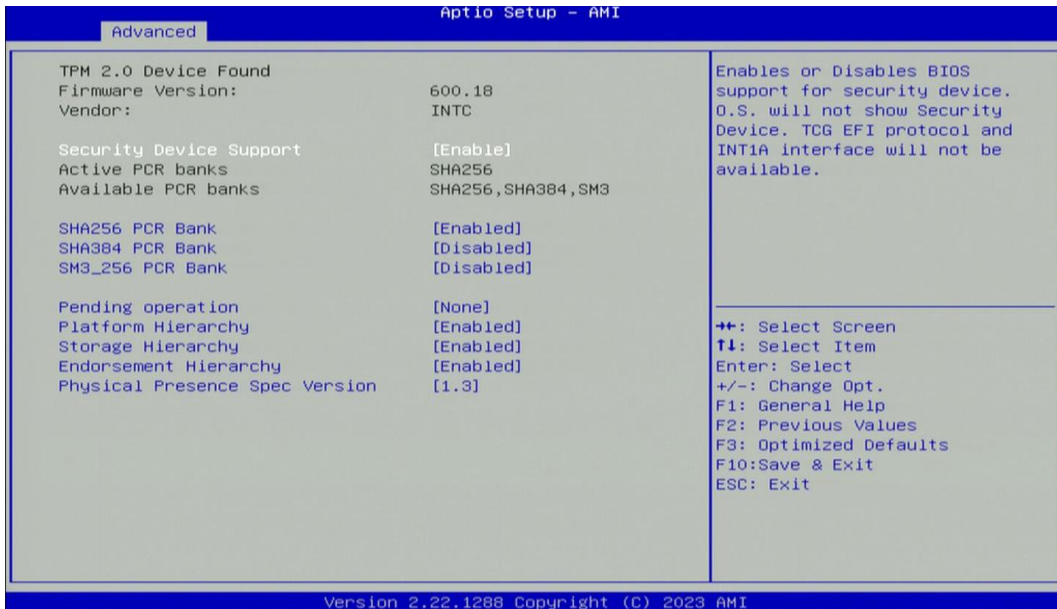 Aptio Setup - AMI
Advanced
TPM 2.0 Device Found
Firmware Version: 600.18
Vendor: INTC
Security Device Support [Enable]
Active PCR banks SHA256
Available PCR banks SHA256,SHA384,SM3
SHA256 PCR Bank [Enabled]
SHA384 PCR Bank [Disabled]
SM3_256 PCR Bank [Disabled]
Pending operation [None]
Platform Hierarchy [Enabled]
Storage Hierarchy [Enabled]
Endorsement Hierarchy [Enabled]
Physical Presence Spec Version [1.3]
Enables or Disables BIOS
support for security device.
O.S. will not show Security
Device. TCG EFI protocol and
INT1A interface will not be
available.
→←: Select Screen
↑↓: Select Item
Enter: Select
+/-: Change Opt.
F1: General Help
F2: Previous Values
F3: Optimized Defaults
F10:Save & Exit
ESC: Exit
Version 2.22.1288 Copyright (C) 2023 AMI